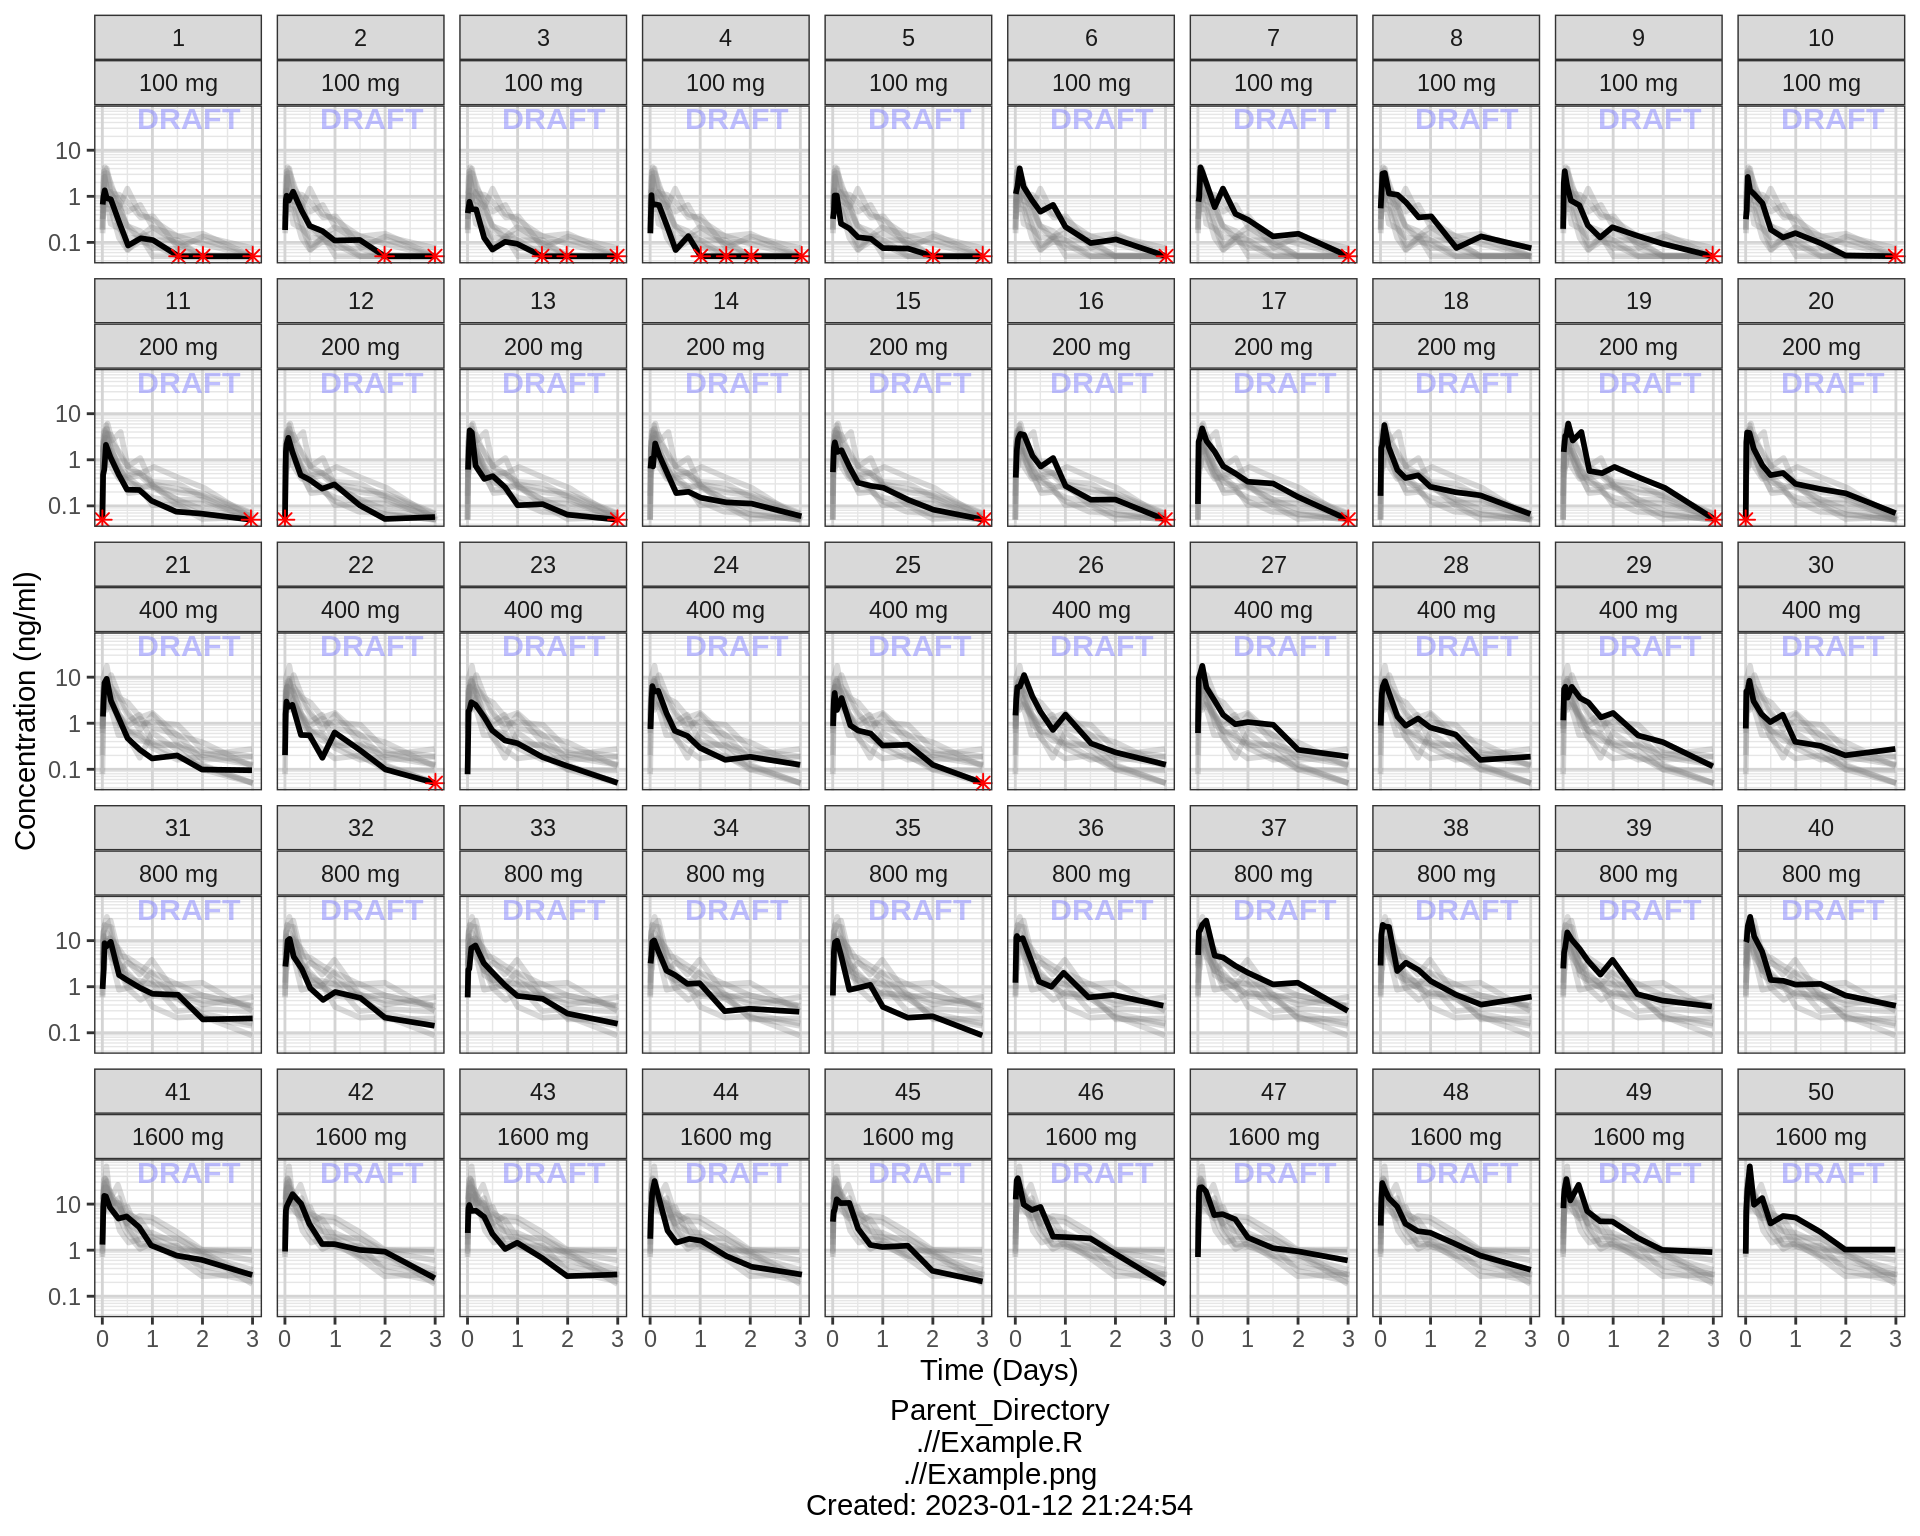 1 2 3 4 5 6 7 8 9 10
100 mg 100 mg 100 mg 100 mg 100 mg 100 mg 100 mg 100 mg 100 mg 100 mg
DRAFT DRAFT DRAFT DRAFT DRAFT DRAFT DRAFT DRAFT DRAFT DRAFT
10
1
0.1
11 12 13 14 15 16 17 18 19 20
200 mg 200 mg 200 mg 200 mg 200 mg 200 mg 200 mg 200 mg 200 mg 200 mg
DRAFT DRAFT DRAFT DRAFT DRAFT DRAFT DRAFT DRAFT DRAFT DRAFT
10
1
0.1
21 22 23 24 25 26 27 28 29 30
400 mg 400 mg 400 mg 400 mg 400 mg 400 mg 400 mg 400 mg 400 mg 400 mg
DRAFT DRAFT DRAFT DRAFT DRAFT DRAFT DRAFT DRAFT DRAFT DRAFT
10
1
0.1
Concentration (ng/ml)
31 32 33 34 35 36 37 38 39 40
800 mg 800 mg 800 mg 800 mg 800 mg 800 mg 800 mg 800 mg 800 mg 800 mg
DRAFT DRAFT DRAFT DRAFT DRAFT DRAFT DRAFT DRAFT DRAFT DRAFT
10
1
0.1
41 42 43 44 45 46 47 48 49 50
1600 mg 1600 mg 1600 mg 1600 mg 1600 mg 1600 mg 1600 mg 1600 mg 1600 mg 1600 mg
DRAFT DRAFT DRAFT DRAFT DRAFT DRAFT DRAFT DRAFT DRAFT DRAFT
10
1
0.1
0 1 2 3 0 1 2 3 0 1 2 3 0 1 2 3 0 1 2 3 0 1 2 3 0 1 2 3 0 1 2 3 0 1 2 3 0 1 2 3
Time (Days)
Parent_Directory
.//Example.R
.//Example.png
Created: 2023-01-12 21:24:54